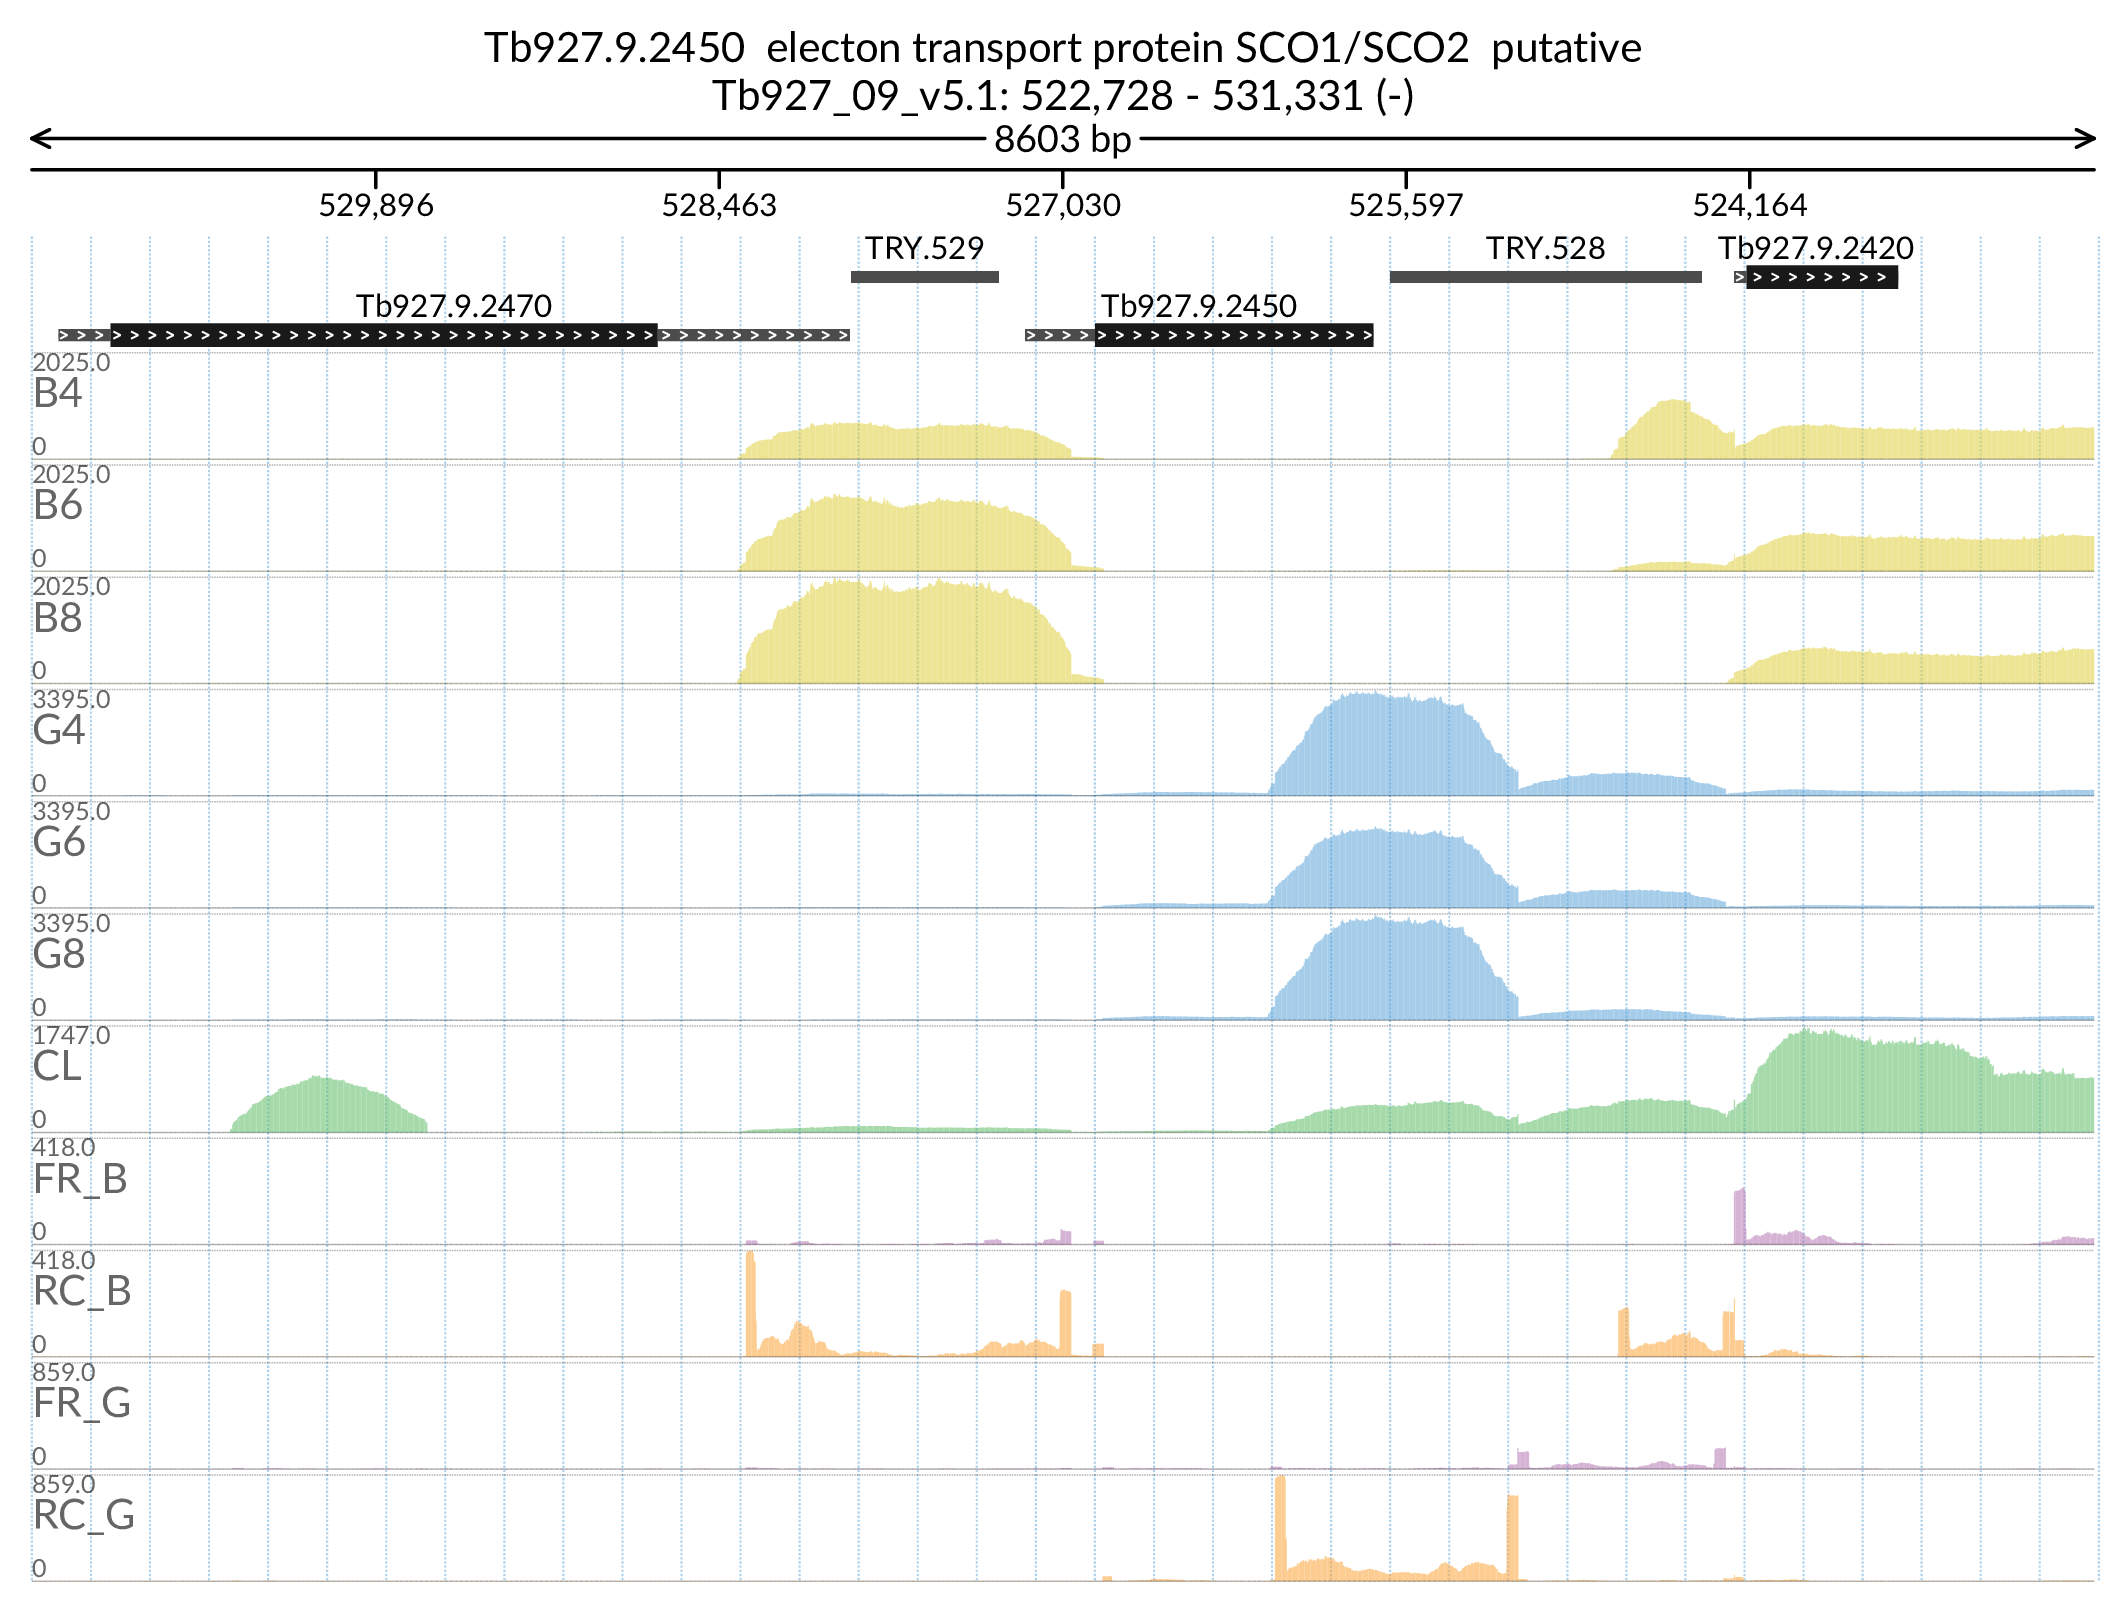 Tb927.9.2450  electon transport protein SCO1/SCO2  putative
Tb927_09_v5.1: 522,728 - 531,331 (-)
8603 bp
529,896 528,463 527,030 525,597 524,164
TRY.529 TRY.528 Tb927.9.2420
Tb927.9.2470 Tb927.9.2450
2025.0
B4
0
2025.0
B6
0
2025.0
B8
0
3395.0
G4
0
3395.0
G6
0
3395.0
G8
0
1747.0
CL
0
418.0
FR_B
0
418.0
RC_B
0
859.0
FR_G
0
859.0
RC_G
0